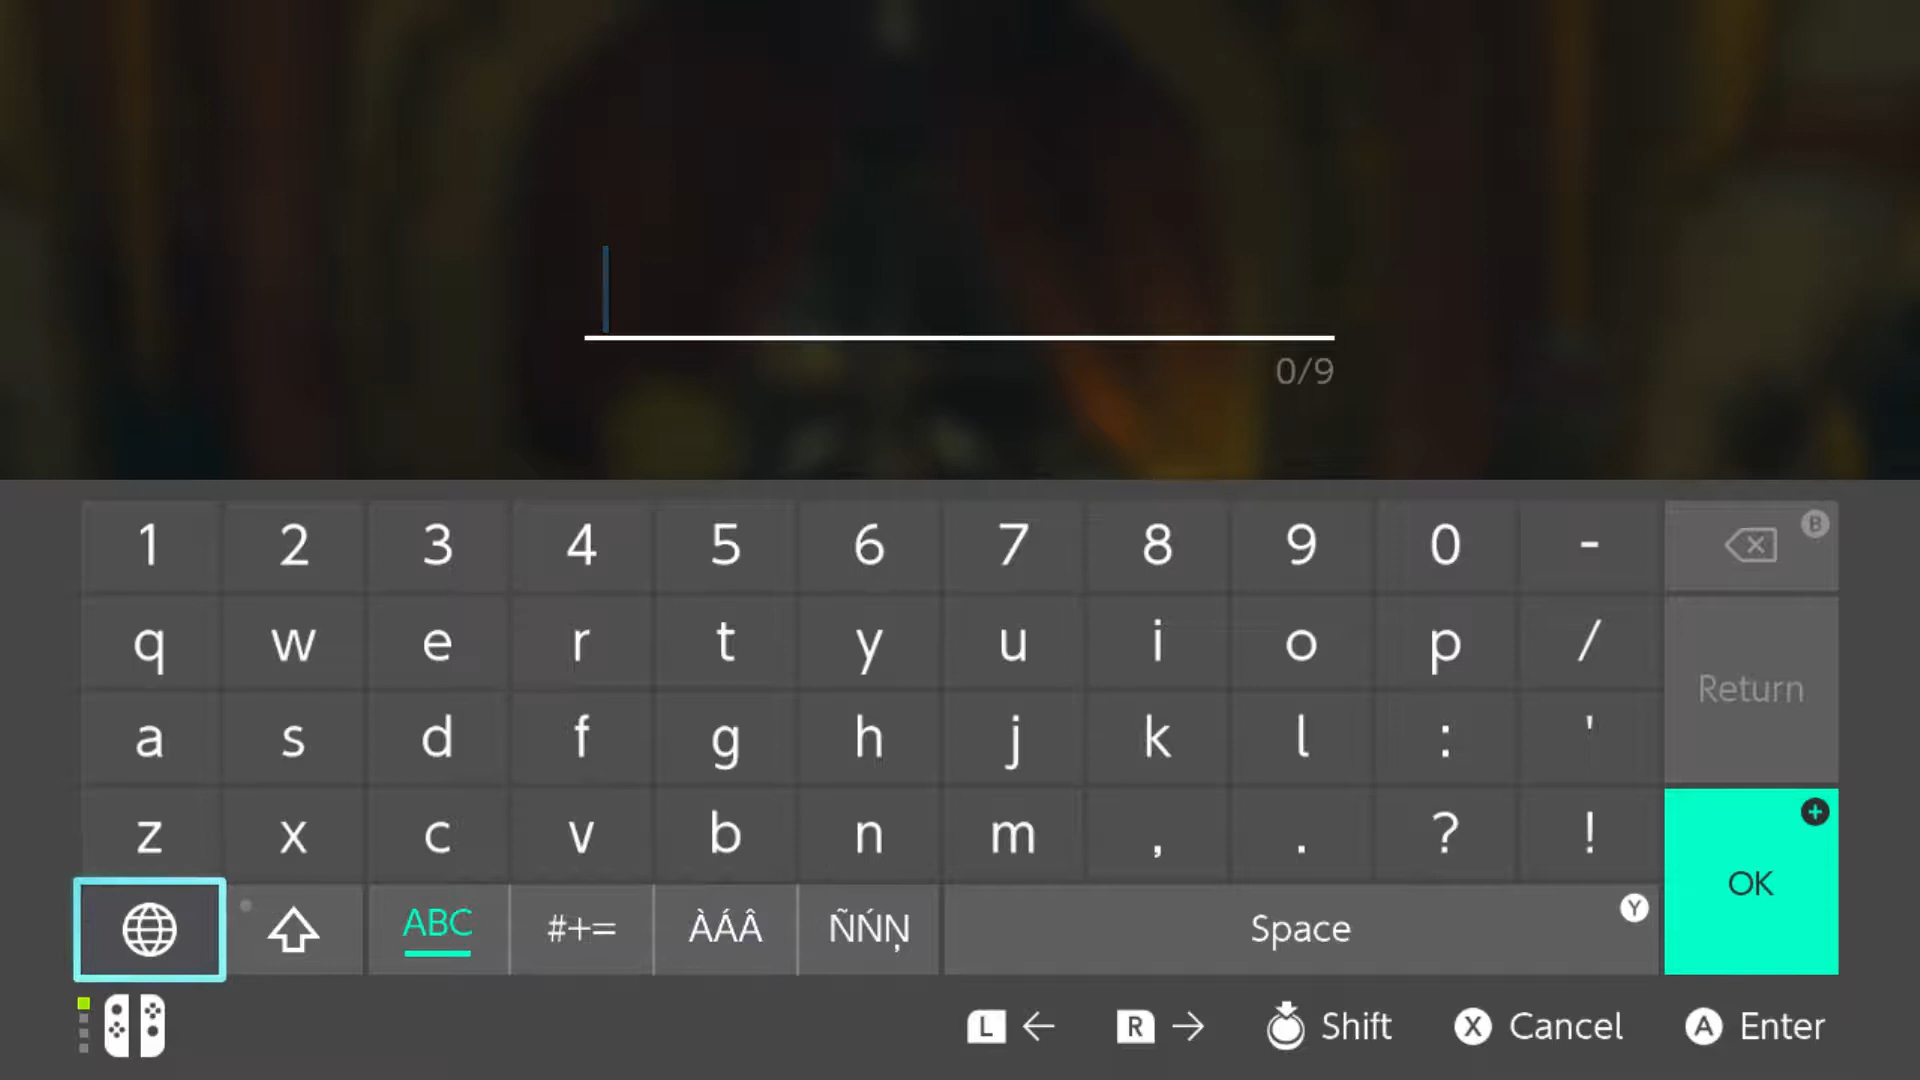 0/9
1 2 3 4 5 6 7 8 9 0 - B
q w e r t y u i o p /
Return
a s d f g h j k l : '
z x c v b n m , . ? ! +
OK
ABC #+= ÀÁÂ ÑŃŅ Space Y
L ← R → Shift X Cancel A Enter